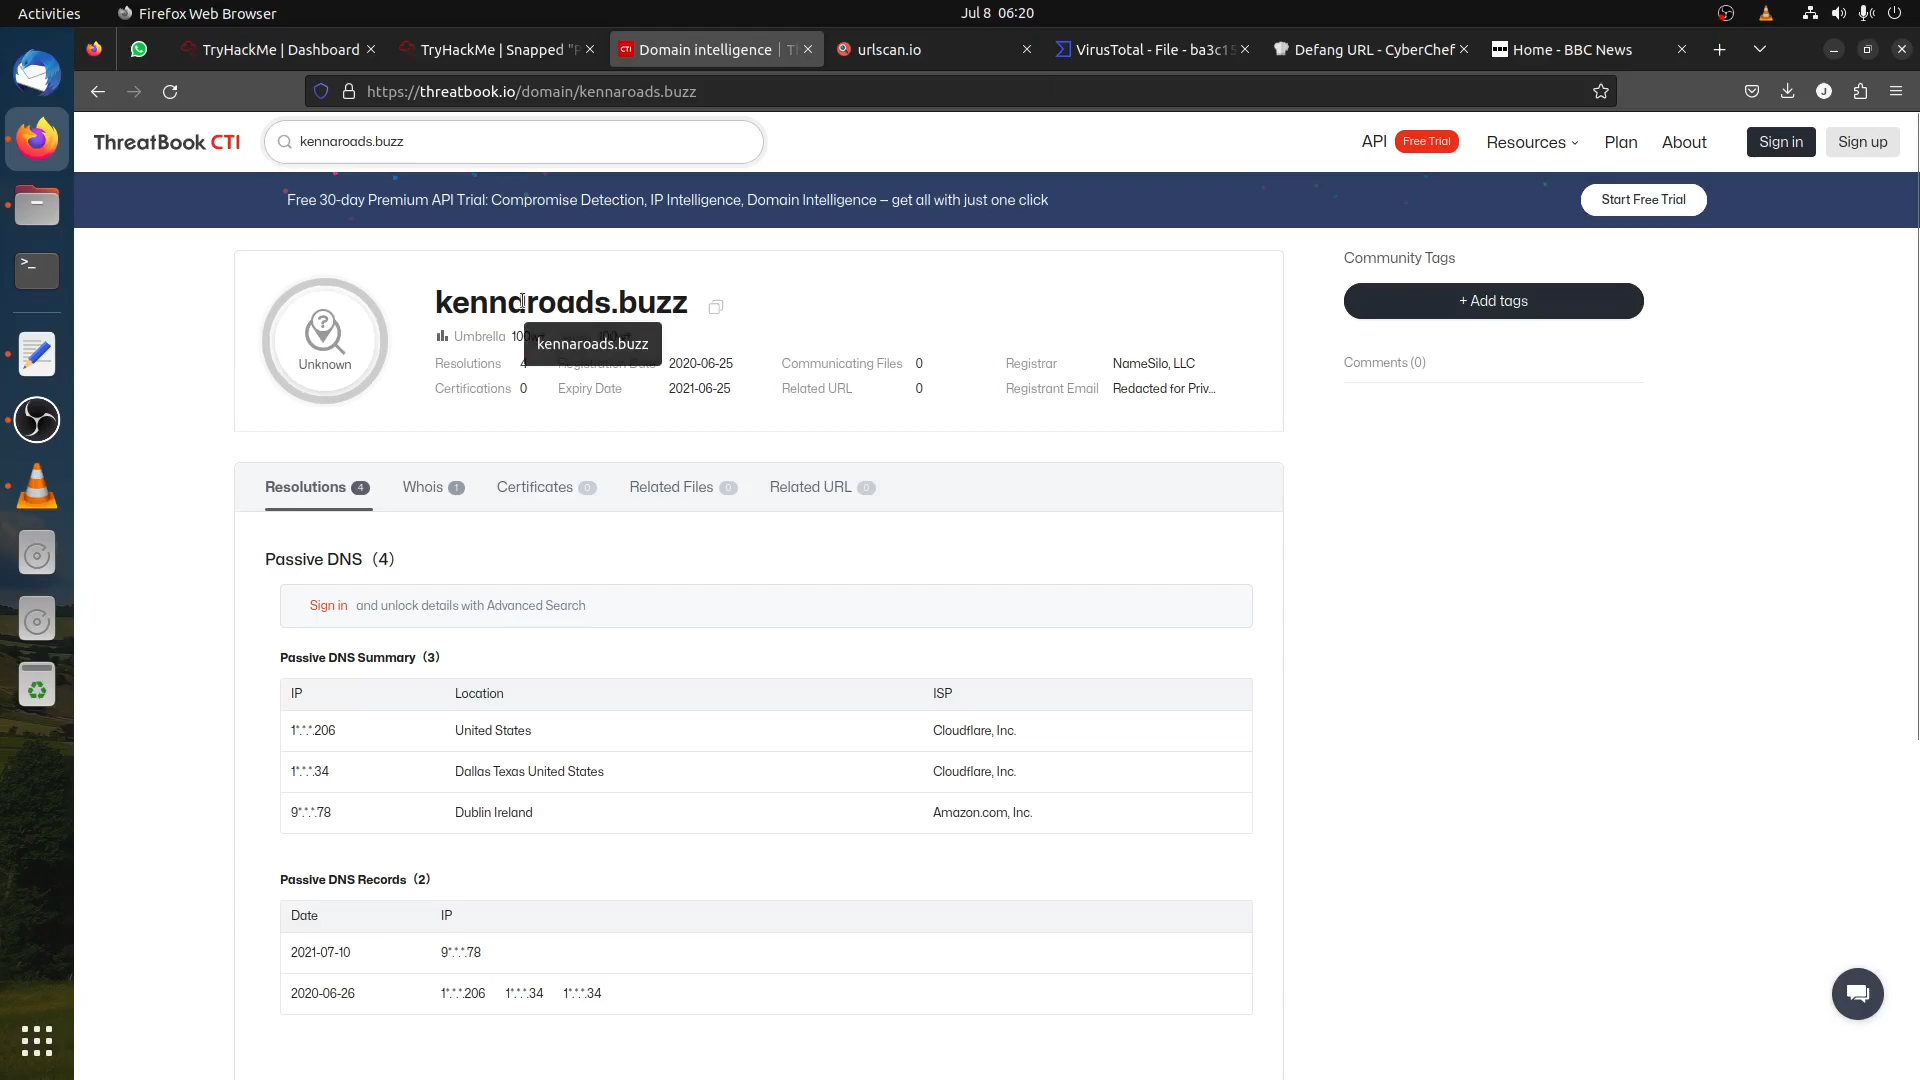 Activities
Firefox Web Browser
Jul 8 06:20
TryHackMe | Dashboard
TryHackMe | Snapped "P
CTI Domain intelligence | T
urlscan.io
VirusTotal - File - ba3c15
Defang URL - CyberChef
BBC Home - BBC News
https://threatbook.io/domain/kennaroads.buzz
J
ThreatBook CTI
kennaroads.buzz
API Free Trial
Resources
Plan
About
Sign in
Sign up
Free 30-day Premium API Trial: Compromise Detection, IP Intelligence, Domain Intelligence – get all with just one click
Start Free Trial
Unknown
kennaroads.buzz
Umbrella
kennaroads.buzz
Resolutions 4 Registration Date 2020-06-25 Communicating Files 0 Registrar NameSilo, LLC
Certifications 0 Expiry Date 2021-06-25 Related URL 0 Registrant Email Redacted for Priv...
Community Tags
+ Add tags
Comments (0)
Resolutions 4 Whois 1 Certificates 0 Related Files 0 Related URL 0
Passive DNS (4)
Sign in and unlock details with Advanced Search
Passive DNS Summary (3)
IP Location ISP
1*.*.*.206 United States Cloudflare, Inc.
1*.*.*.34 Dallas Texas United States Cloudflare, Inc.
9*.*.*.78 Dublin Ireland Amazon.com, Inc.
Passive DNS Records (2)
Date IP
2021-07-10 9*.*.*.78
2020-06-26 1*.*.*.206 1*.*.*.34 1*.*.*.34